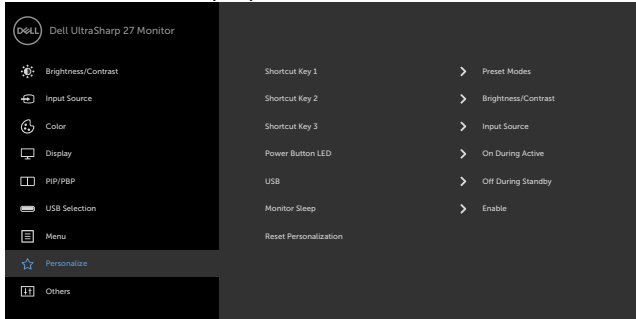 DELL Dell UltraSharp 27 Monitor
Brightness/Contrast Shortcut Key 1 Preset Modes
Input Source Shortcut Key 2 Brightness/Contrast
Color Shortcut Key 3 Input Source
Display Power Button LED On During Active
PIP/PBP USB Off During Standby
USB Selection Monitor Sleep Enable
Menu Reset Personalization
Personalize
Others